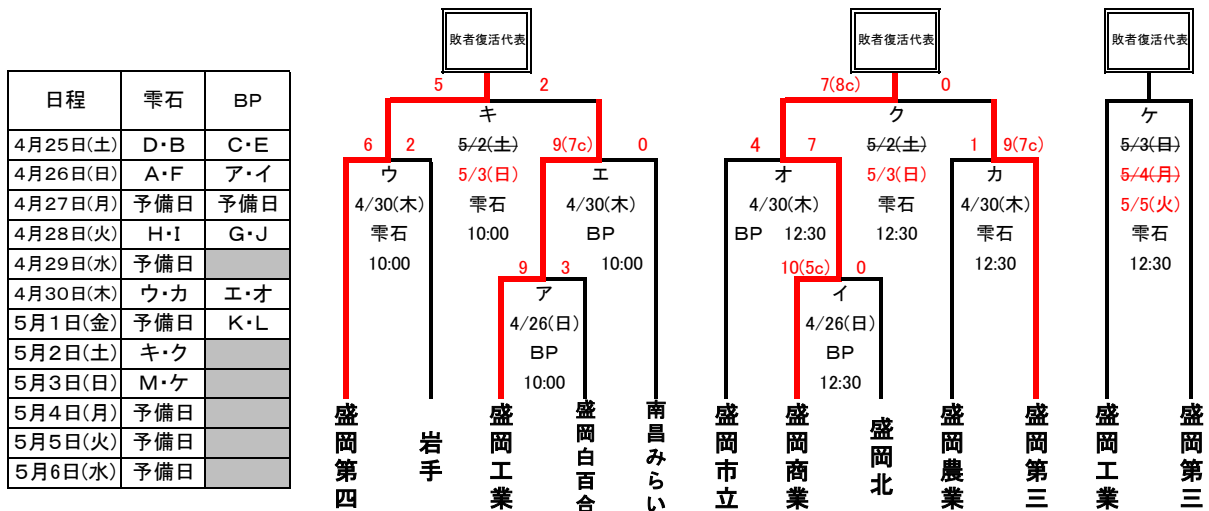 日程 雫石 BP
4月25日(土) D・B C・E
4月26日(日) A・F ア・イ
4月27日(月) 予備日 予備日
4月28日(火) H・I G・J
4月29日(水) 予備日
4月30日(木) ウ・カ エ・オ
5月1日(金) 予備日 K・L
5月2日(土) キ・ク
5月3日(日) M・ケ
5月4日(月) 予備日
5月5日(火) 予備日
5月6日(水) 予備日
敗者復活代表
5 2
キ
5/2(土)
5/3(日)
雫石
10:00
6 2
ウ
4/30(木)
雫石
10:00
9(7c) 0
エ
4/30(木)
BP
10:00
9 3
ア
4/26(日)
BP
10:00
盛岡第四
岩手
盛岡工業
盛岡白百合
南昌みらい
敗者復活代表
7(8c) 0
ク
5/2(土)
5/3(日)
雫石
12:30
4 7
オ
4/30(木)
BP 12:30
1 9(7c)
カ
4/30(木)
雫石
12:30
10(5c) 0
イ
4/26(日)
BP
12:30
盛岡市立
盛岡商業
盛岡北
盛岡農業
盛岡第三
敗者復活代表
ケ
5/3(日)
5/4(月)
5/5(火)
雫石
12:30
盛岡工業
盛岡第三